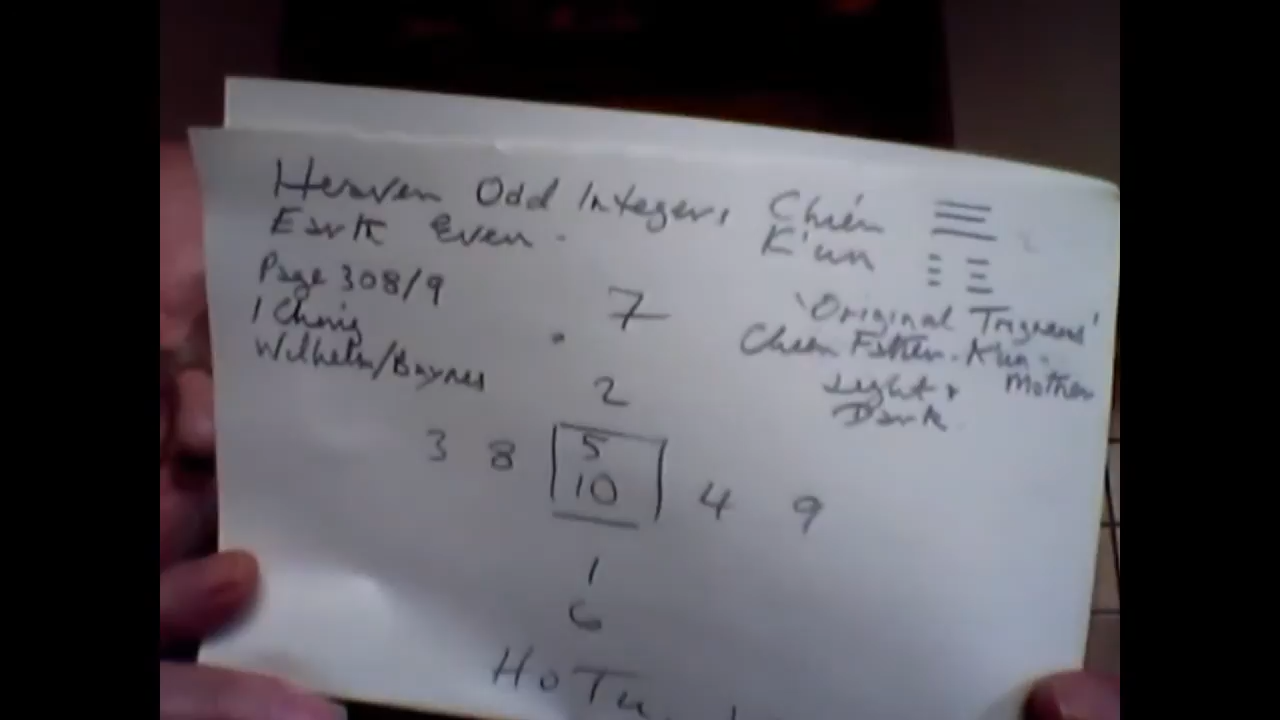 Heaven Odd Integers Chién
Earth Even. K'un
Page 308/9
I Ching
Wilhelm/Baynes
'Original Trigrams'
Chien Father. K'un.
Mother
Light +
Dark
7
2
3 8 5 4 9
10
1
6
Ho Tu